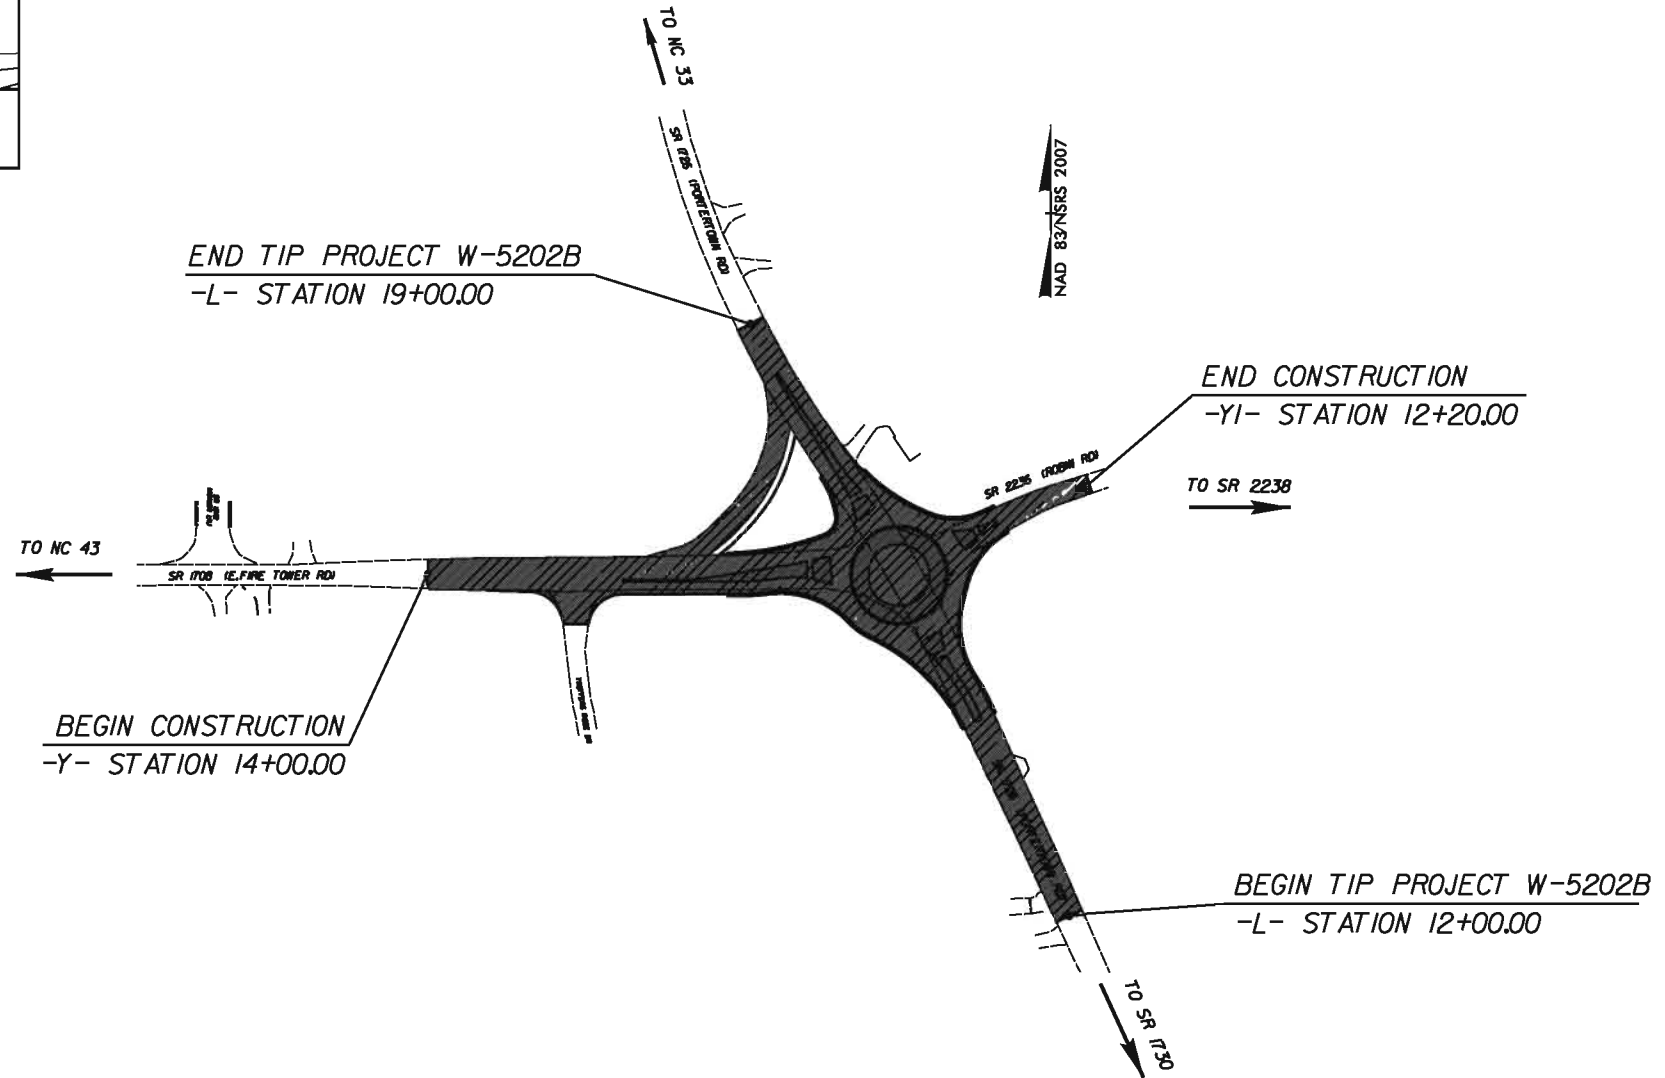 TO NC 33
SR 1725 (PORTERTOWN RD)
NAD 83/NSRS 2007
END TIP PROJECT W-5202B
-L- STATION 19+00.00
END CONSTRUCTION
-Y1- STATION 12+20.00
SR 2236 (ROBIN RD)
TO SR 2238
TO NC 43
SR 1708 (E.FIRE TOWER RD)
BEGIN CONSTRUCTION
-Y- STATION 14+00.00
BEGIN TIP PROJECT W-5202B
-L- STATION 12+00.00
TO SR 1730